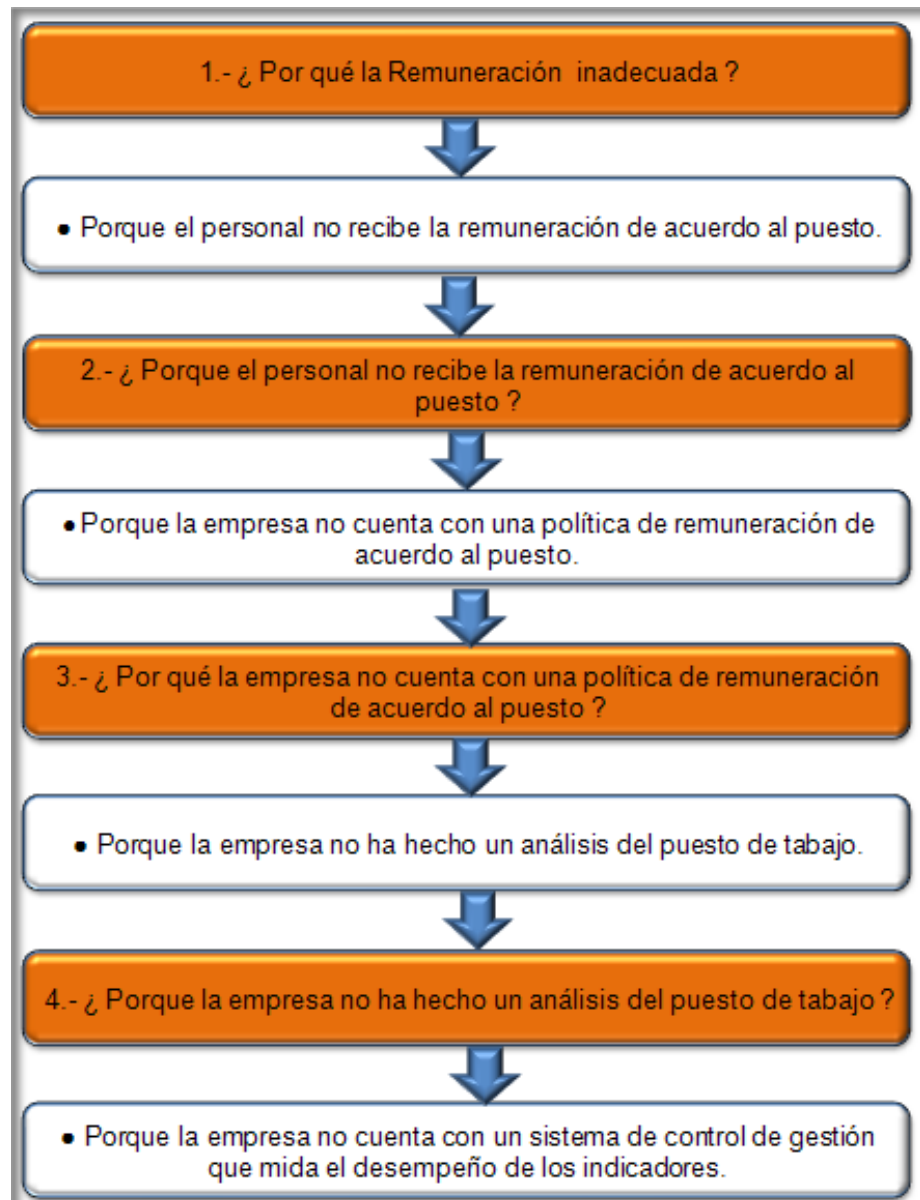 1.- ¿ Por qué la Remuneración inadecuada ?
● Porque el personal no recibe la remuneración de acuerdo al puesto.
2.- ¿ Porque el personal no recibe la remuneración de acuerdo al
puesto ?
● Porque la empresa no cuenta con una política de remuneración de
acuerdo al puesto.
3.- ¿ Por qué la empresa no cuenta con una política de remuneración
de acuerdo al puesto ?
● Porque la empresa no ha hecho un análisis del puesto de tabajo.
4.- ¿ Porque la empresa no ha hecho un análisis del puesto de tabajo ?
● Porque la empresa no cuenta con un sistema de control de gestión
que mida el desempeño de los indicadores.